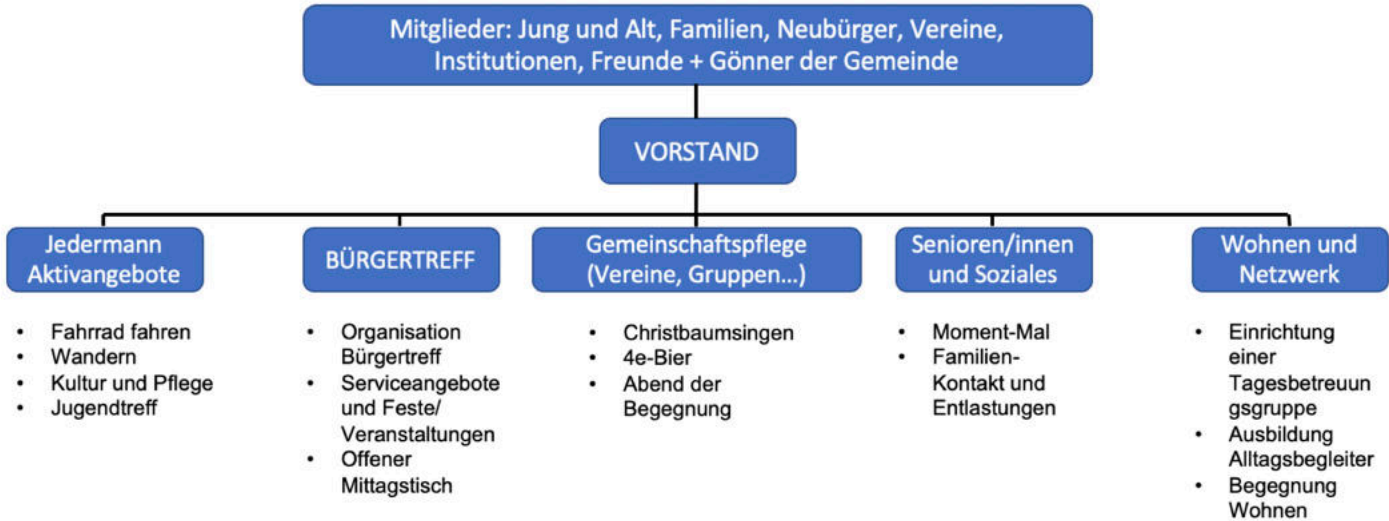 Mitglieder: Jung und Alt, Familien, Neubürger, Vereine,
Institutionen, Freunde + Gönner der Gemeinde
VORSTAND
Jedermann
Aktivangebote
• Fahrrad fahren
• Wandern
• Kultur und Pflege
• Jugendtreff
BÜRGERTREFF
• Organisation
Bürgertreff
• Serviceangebote
und Feste/
Veranstaltungen
• Offener
Mittagstisch
Gemeinschaftspflege
(Vereine, Gruppen...)
• Christbaumsingen
• 4e-Bier
• Abend der
Begegnung
Senioren/innen
und Soziales
• Moment-Mal
• Familien-
Kontakt und
Entlastungen
Wohnen und
Netzwerk
• Einrichtung
einer
Tagesbetreuun
gsgruppe
• Ausbildung
Alltagsbegleiter
• Begegnung
Wohnen